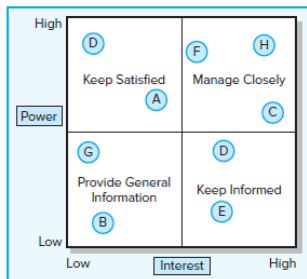 High
D
F
H
Keep Satisfied
Manage Closely
A
C
Power
G
D
Provide General
Information
Keep Informed
B
E
Low
Low
Interest
High